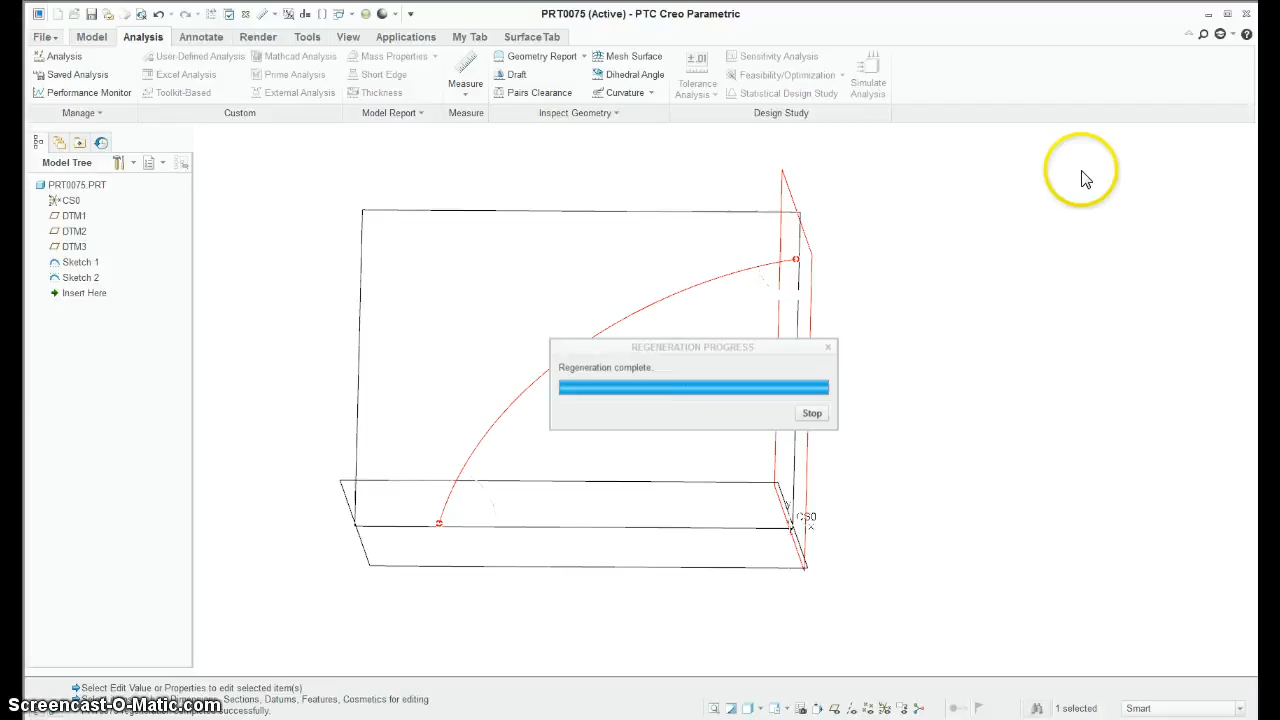 PRT0075 (Active) - PTC Creo Parametric
File Model Analysis Annotate Render Tools View Applications My Tab Surface Tab
Analysis User-Defined Analysis Mathcad Analysis Mass Properties Geometry Report Mesh Surface Sensitivity Analysis
Saved Analysis Excel Analysis Prime Analysis Short Edge Measure Draft Dihedral Angle Tolerance Analysis Feasibility/Optimization Simulate Analysis
Performance Monitor Toolkit-Based External Analysis Thickness Pairs Clearance Curvature Statistical Design Study
Manage Custom Model Report Measure Inspect Geometry Design Study
Model Tree
PRT0075.PRT
CS0
DTM1
DTM2
DTM3
Sketch 1
Sketch 2
Insert Here
REGENERATION PROGRESS
Regeneration complete.
Stop
CS0
X
Select Edit Value or Properties to edit selected item(s)
Dimensions, Sections, Datums, Features, Cosmetics for editing
successfully.
Screencast-O-Matic.com
1 selected Smart